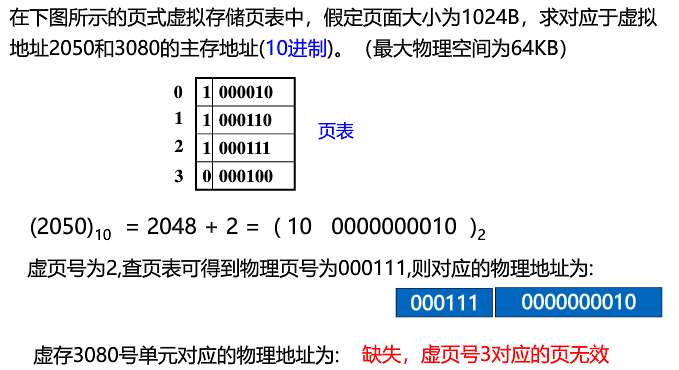 在下图所示的页式虚拟存储页表中，假定页面大小为1024B，求对应于虚拟
地址2050和3080的主存地址(10进制)。（最大物理空间为64KB）
0 1 000010
1 1 000110
2 1 000111
3 0 000100
页表
(2050)10 = 2048 + 2 = ( 10 0000000010 )2
虚页号为2,查页表可得到物理页号为000111,则对应的物理地址为:
000111 0000000010
虚存3080号单元对应的物理地址为: 缺失，虚页号3对应的页无效